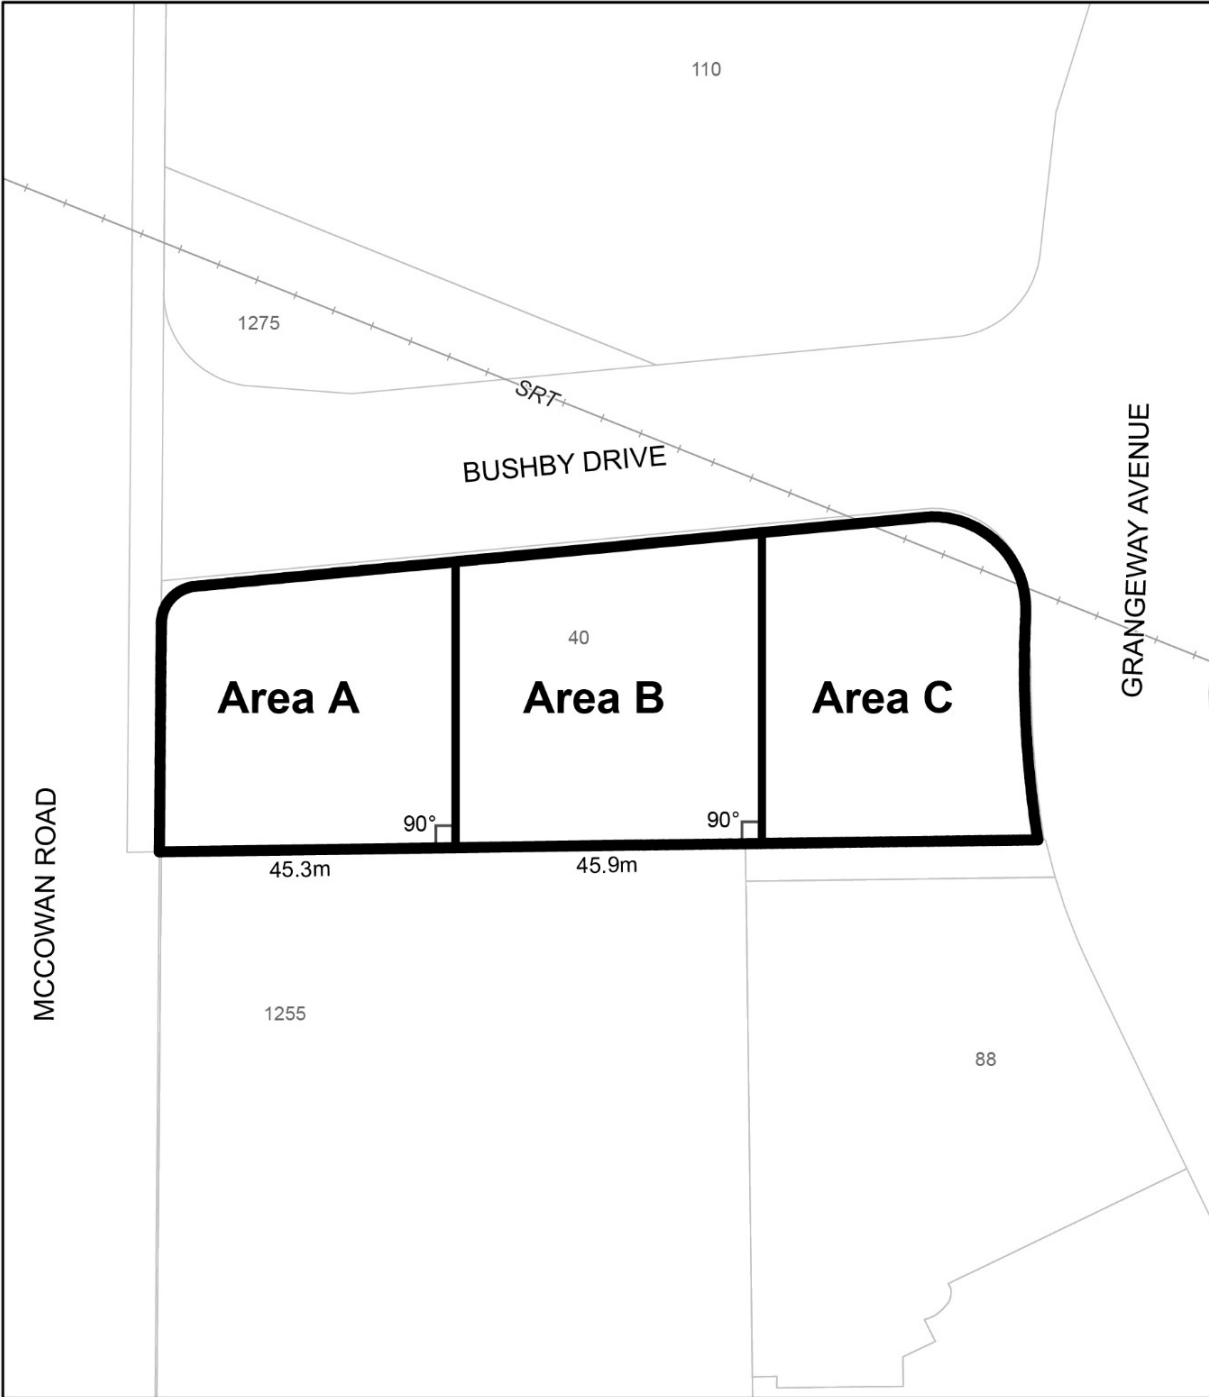 110
1275
SRT
BUSHBY DRIVE
GRANGEWAY AVENUE
40
Area A
Area B
Area C
90°
90°
45.3m
45.9m
MCCOWAN ROAD
1255
88